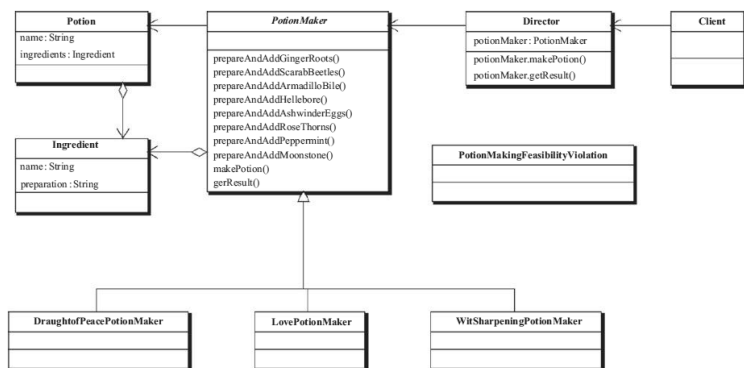 Potion
name : String
ingredients : Ingredient
PotionMaker
prepareAndAddGingerRoots()
prepareAndAddScarabBeetles()
prepareAndAddArmadilloBile()
prepareAndAddHellebore()
prepareAndAddAshwinderEggs()
prepareAndAddRoseThorns()
prepareAndAddPeppermint()
prepareAndAddMoonstone()
makePotion()
gerResult()
Director
potionMaker : PotionMaker
potionMaker.makePotion()
potionMaker.getResult()
Client
Ingredient
name : String
preparation : String
PotionMakingFeasibilityViolation
DraughtofPeacePotionMaker
LovePotionMaker
WitSharpeningPotionMaker